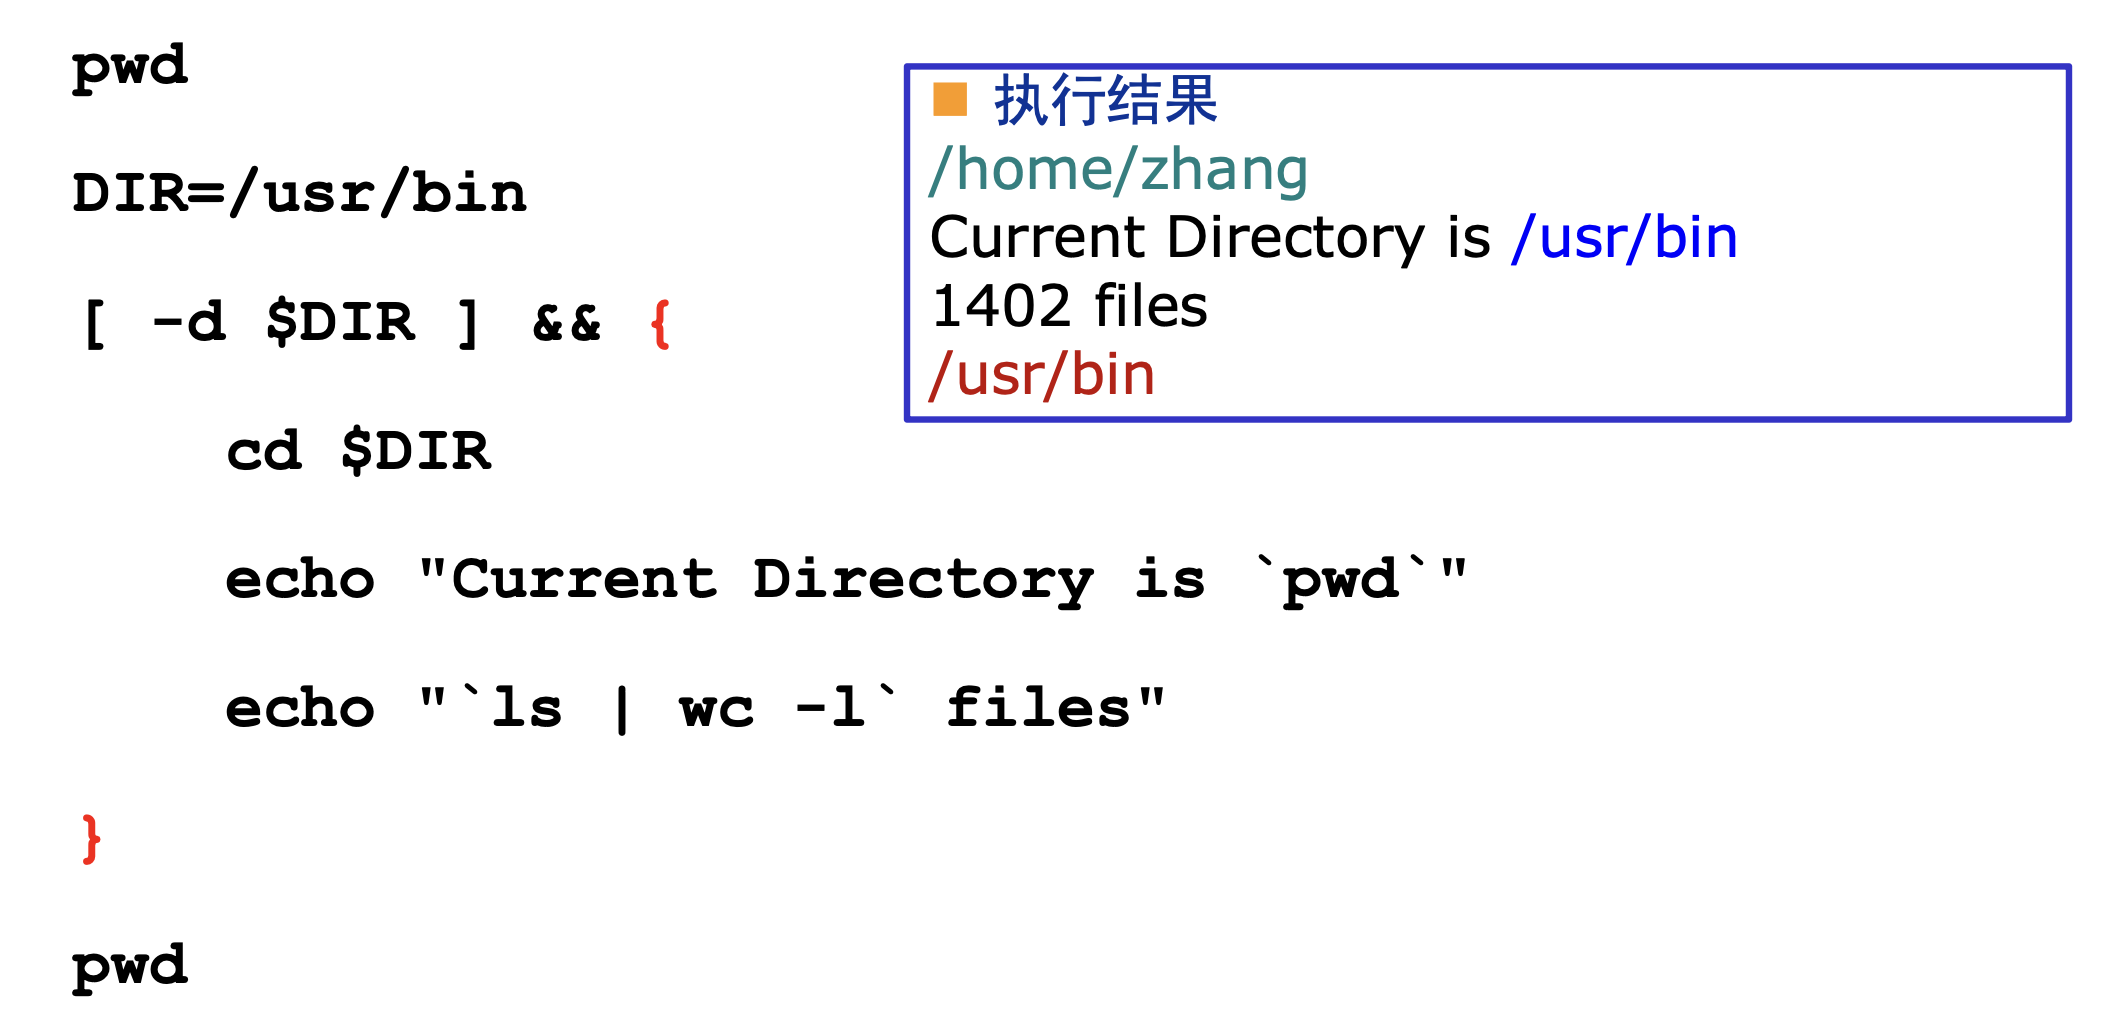 pwd
DIR=/usr/bin
[ -d $DIR ] && {
cd $DIR
echo "Current Directory is `pwd`"
echo "`ls | wc -l` files"
}
pwd
执行结果
/home/zhang
Current Directory is /usr/bin
1402 files
/usr/bin